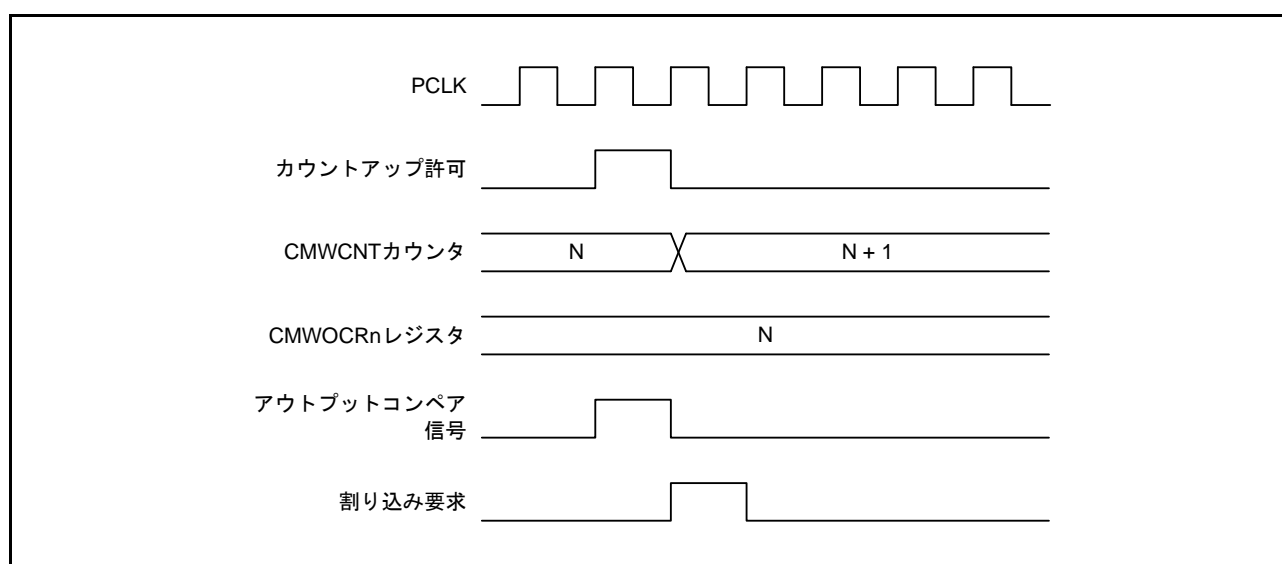 PCLK
カウントアップ許可
CMWCNTカウンタ
N
N + 1
CMWOCRnレジスタ
N
アウトプットコンペア
信号
割り込み要求